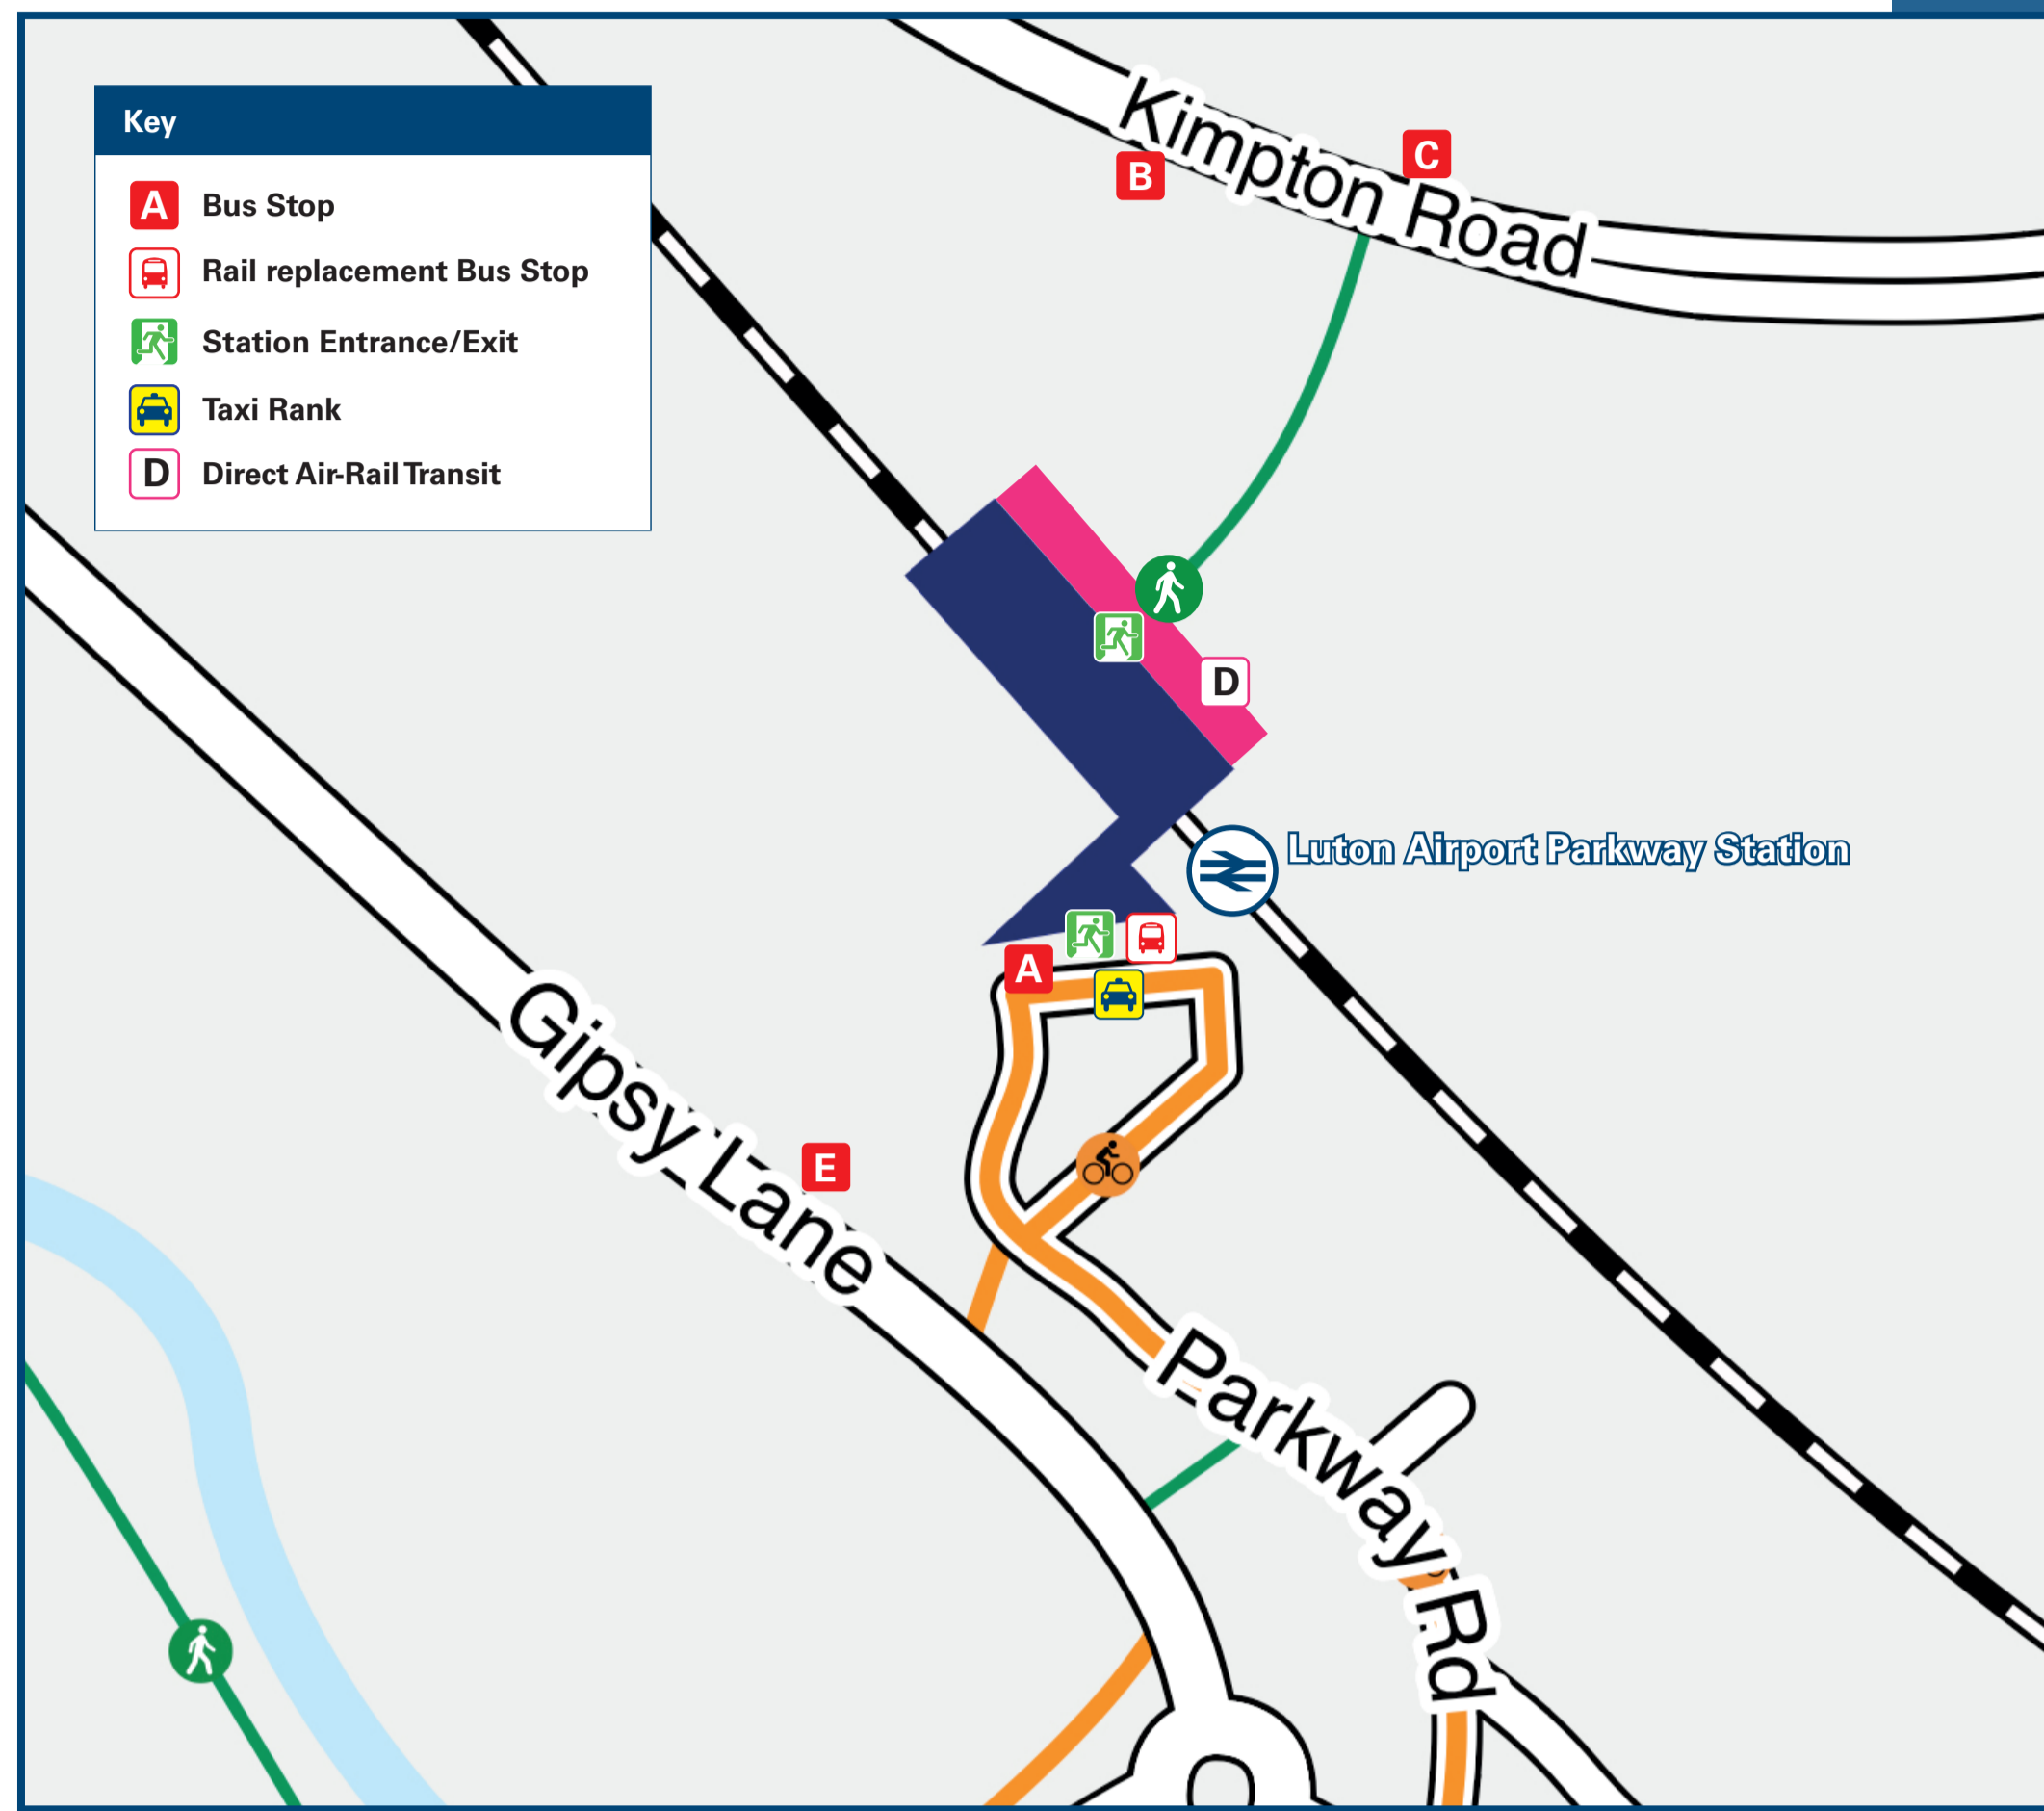 Key
A Bus Stop
Rail replacement Bus Stop
Station Entrance/Exit
Taxi Rank
D Direct Air-Rail Transit
Kimpton Road
B
C
D
Luton Airport Parkway Station
A
Gipsy Lane
E
Parkway Rd